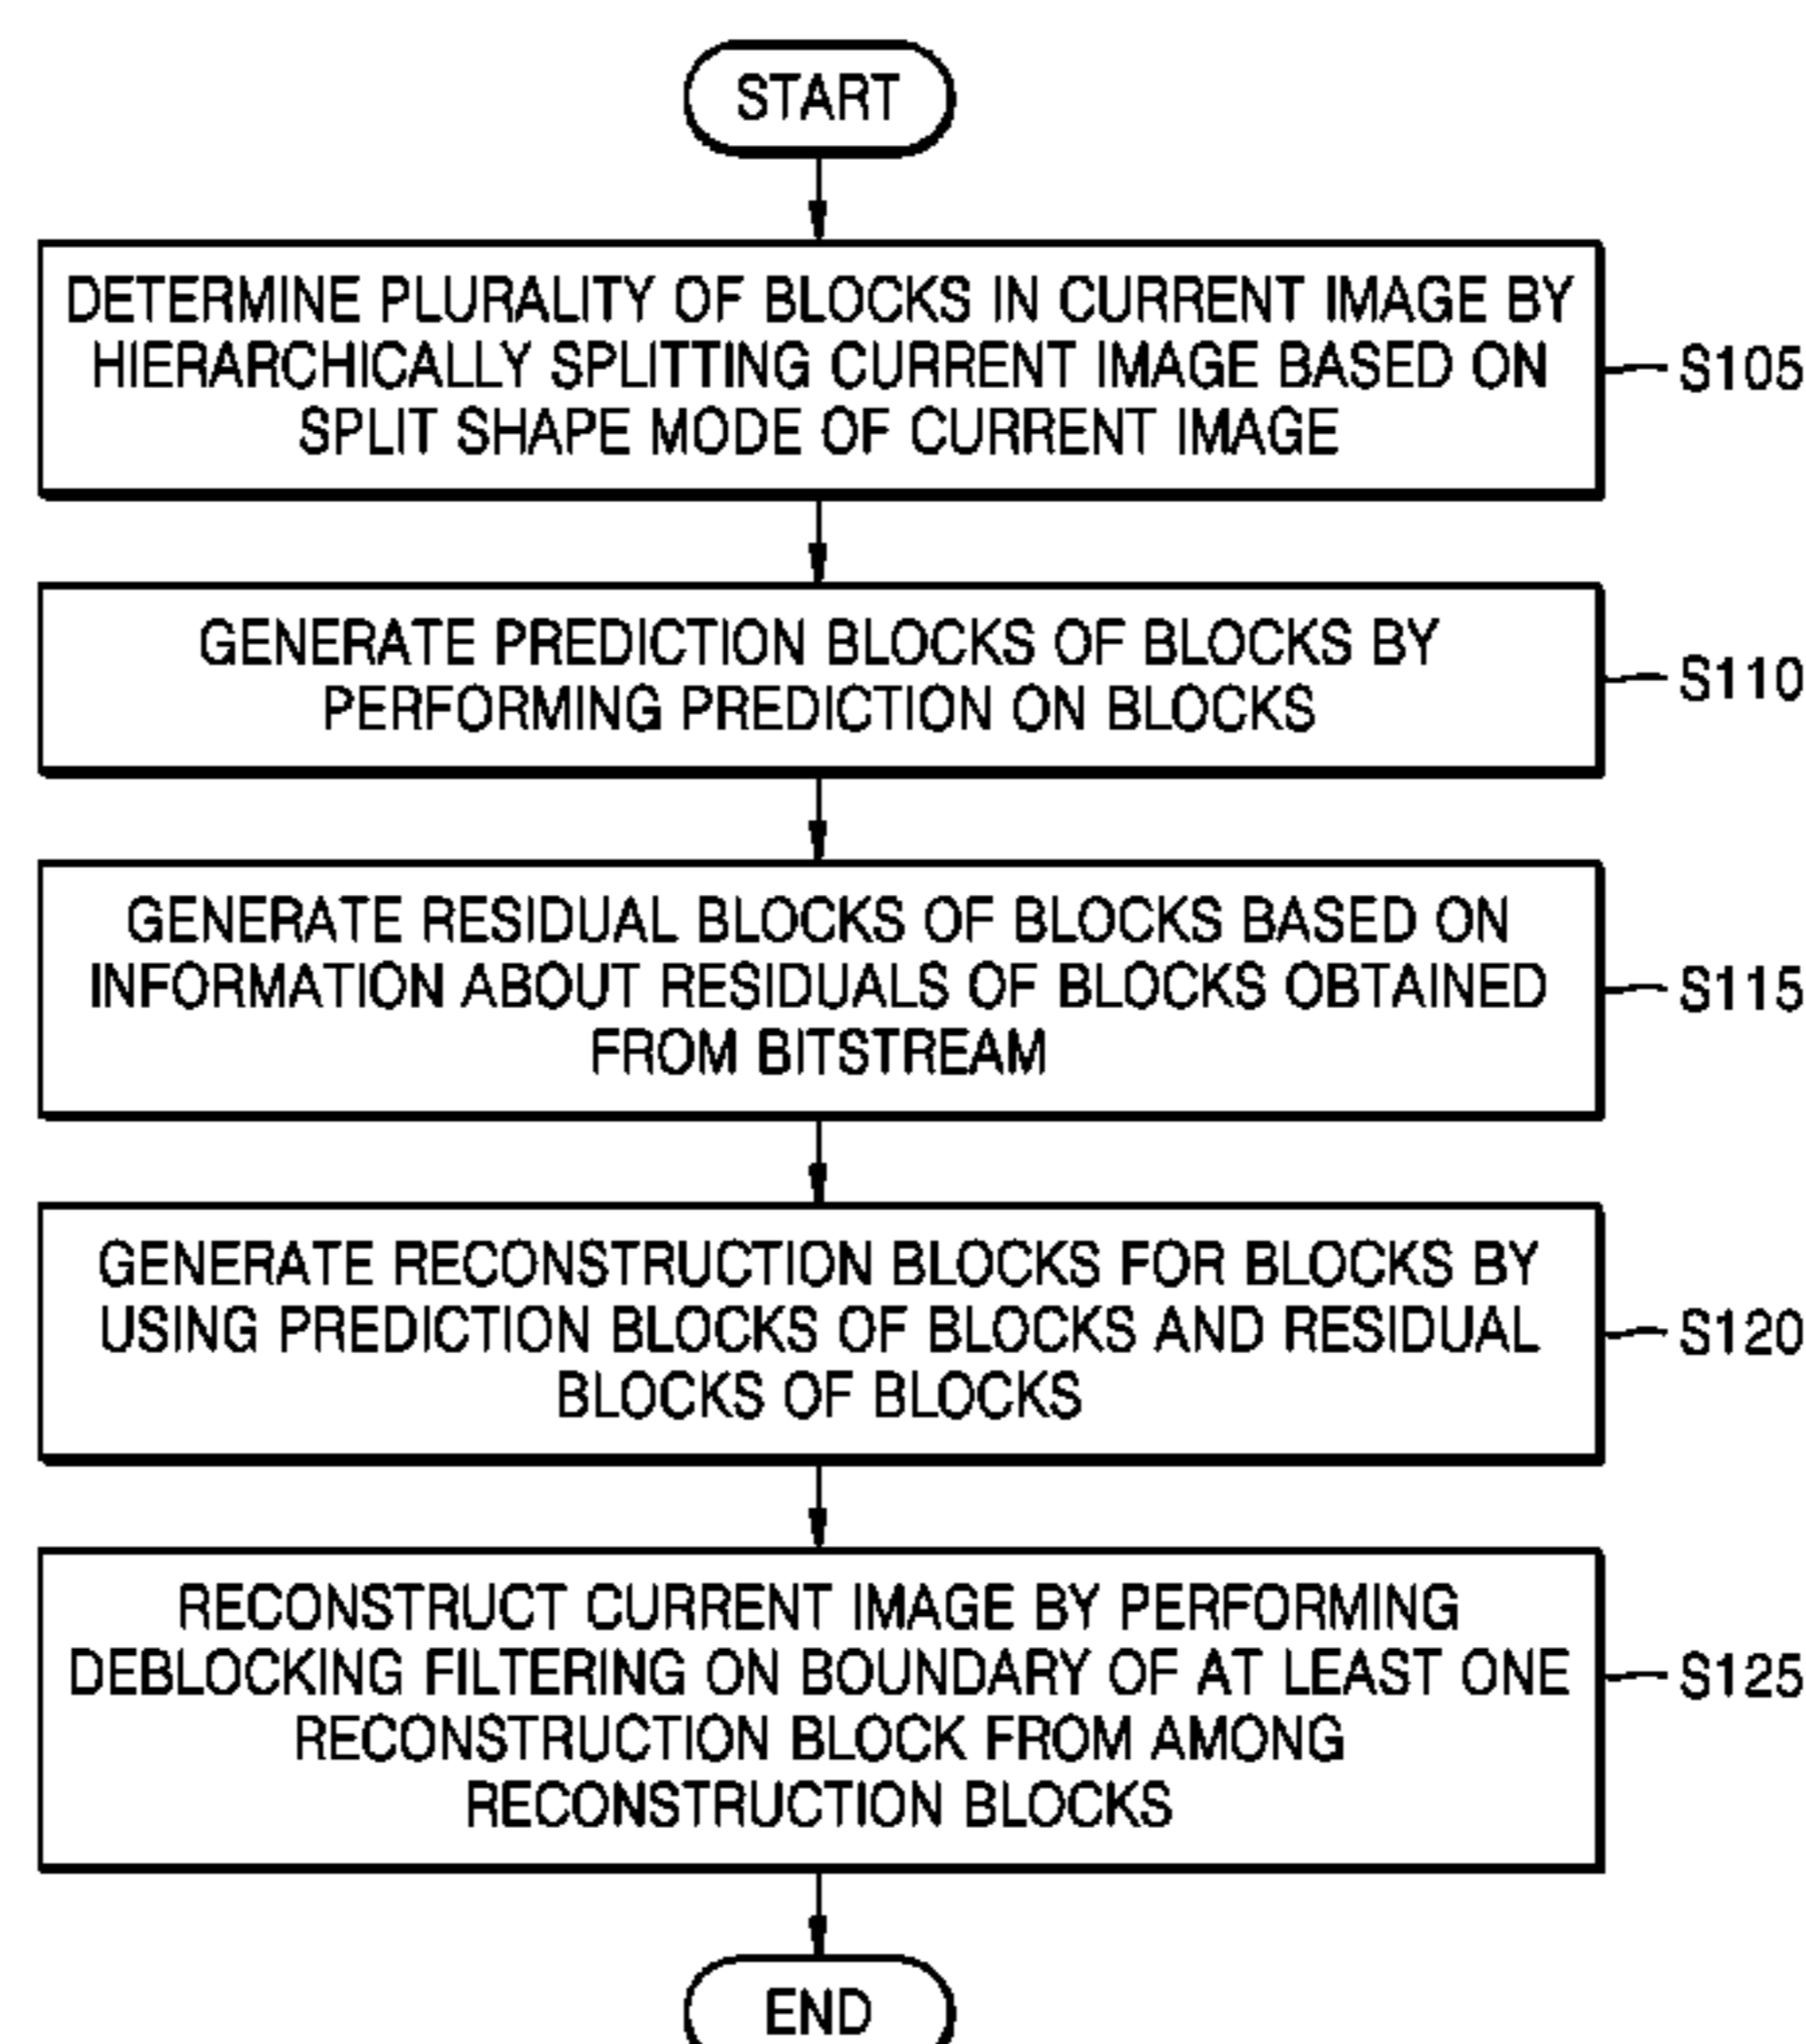 START
DETERMINE PLURALITY OF BLOCKS IN CURRENT IMAGE BY
HIERARCHICALLY SPLITTING CURRENT IMAGE BASED ON
SPLIT SHAPE MODE OF CURRENT IMAGE
S105
GENERATE PREDICTION BLOCKS OF BLOCKS BY
PERFORMING PREDICTION ON BLOCKS
S110
GENERATE RESIDUAL BLOCKS OF BLOCKS BASED ON
INFORMATION ABOUT RESIDUALS OF BLOCKS OBTAINED
FROM BITSTREAM
S115
GENERATE RECONSTRUCTION BLOCKS FOR BLOCKS BY
USING PREDICTION BLOCKS OF BLOCKS AND RESIDUAL
BLOCKS OF BLOCKS
S120
RECONSTRUCT CURRENT IMAGE BY PERFORMING
DEBLOCKING FILTERING ON BOUNDARY OF AT LEAST ONE
RECONSTRUCTION BLOCK FROM AMONG
RECONSTRUCTION BLOCKS
S125
END